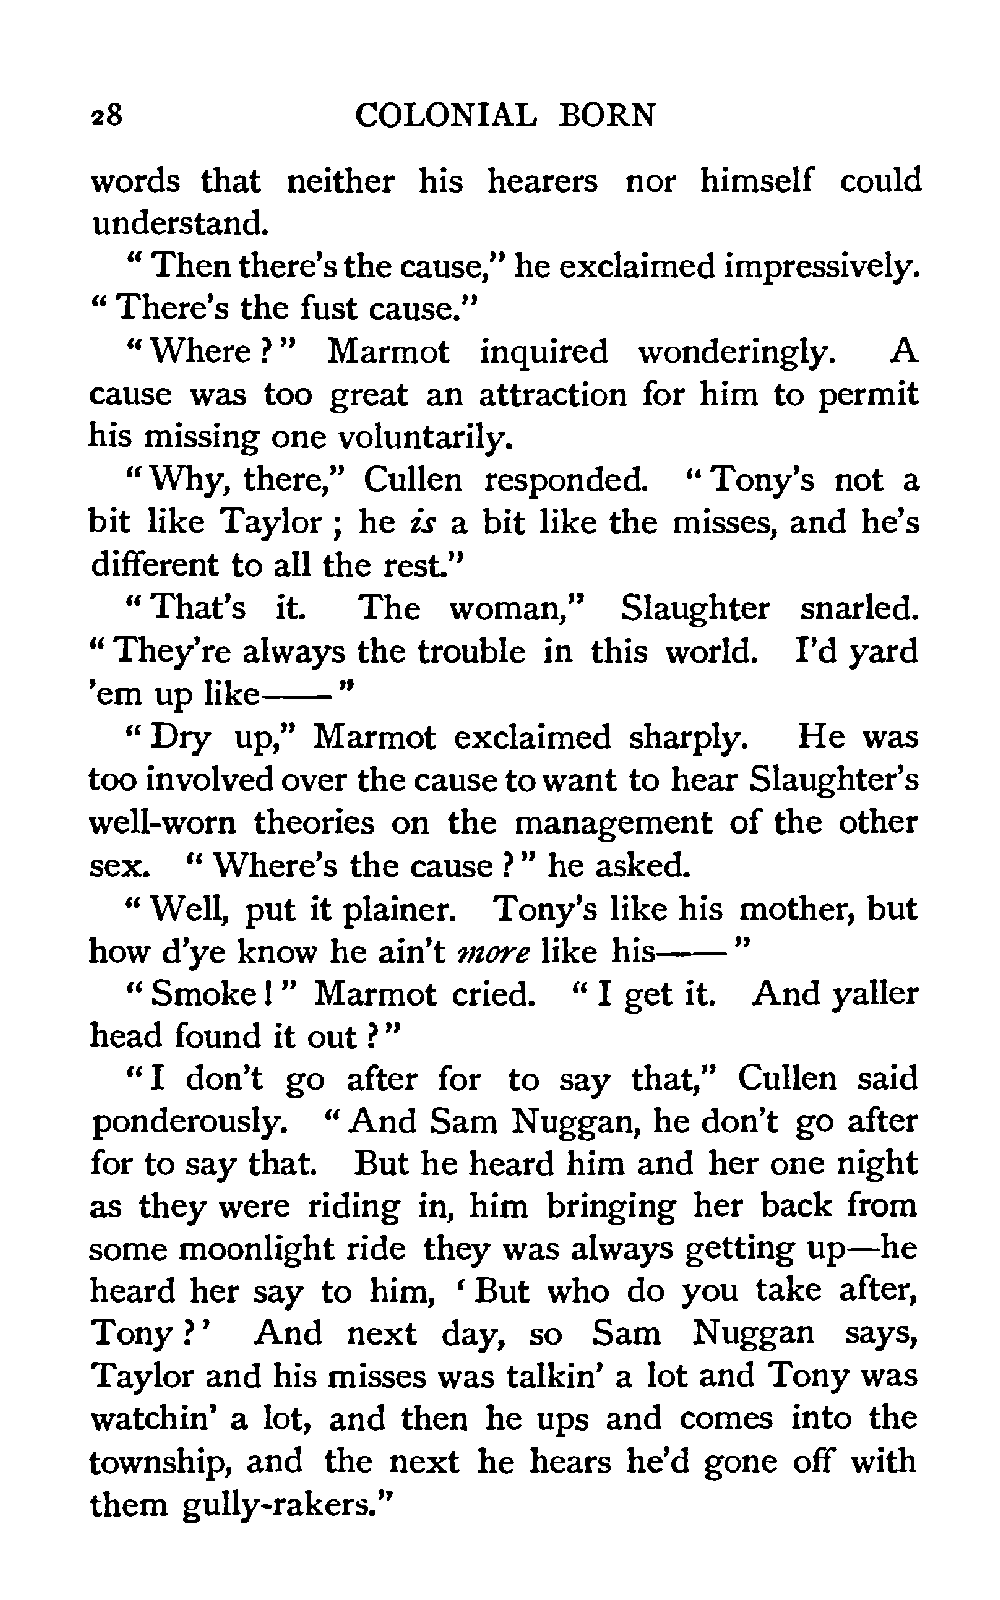 28 COLONIAL BORN
words that neither his hearers nor himself could
understand.
“Then there’s the cause,” he exclaimed impressively.
“There’s the fust cause.”
“Where?” Marmot inquired wonderingly. A
cause was too great an attraction for him to permit
his missing one voluntarily.
“Why, there,” Cullen responded. “Tony’s not a
bit like Taylor; he is a bit like the misses, and he’s
different to all the rest.”
“That’s it. The woman,” Slaughter snarled.
“They’re always the trouble in this world. I’d yard
’em up like——”
“Dry up,” Marmot exclaimed sharply. He was
too involved over the cause to want to hear Slaughter’s
well-worn theories on the management of the other
sex. “Where’s the cause?” he asked.
“Well, put it plainer. Tony’s like his mother, but
how d’ye know he ain’t more like his——”
“Smoke!” Marmot cried. “I get it. And yaller
head found it out?”
“I don’t go after for to say that,” Cullen said
ponderously. “And Sam Nuggan, he don’t go after
for to say that. But he heard him and her one night
as they were riding in, him bringing her back from
some moonlight ride they was always getting up—he
heard her say to him, ‘But who do you take after,
Tony?’ And next day, so Sam Nuggan says,
Taylor and his misses was talkin’ a lot and Tony was
watchin’ a lot, and then he ups and comes into the
township, and the next he hears he’d gone off with
them gully-rakers.”